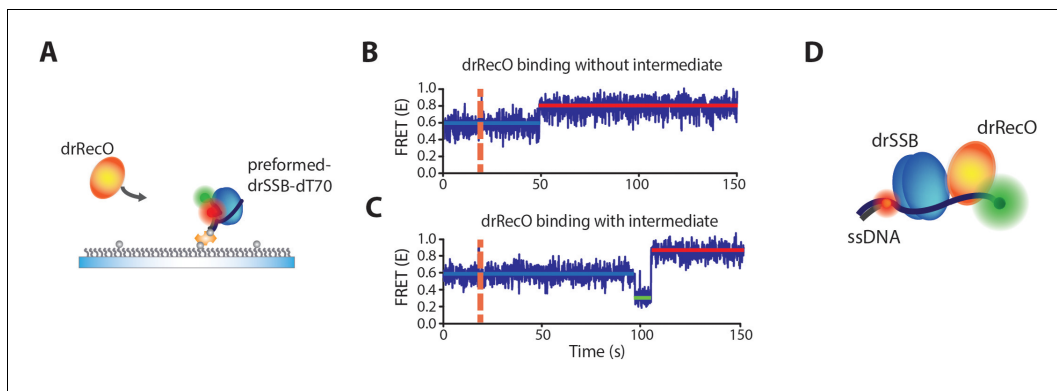 A
drRecO
preformed-
drSSB-dT70
B
drRecO binding without intermediate
FRET (E)
1.0
0.8
0.6
0.4
0.2
0
50
100
150
C
drRecO binding with intermediate
FRET (E)
1.0
0.8
0.6
0.4
0.2
0.0
0
50
100
150
Time (s)
D
drSSB
drRecO
ssDNA